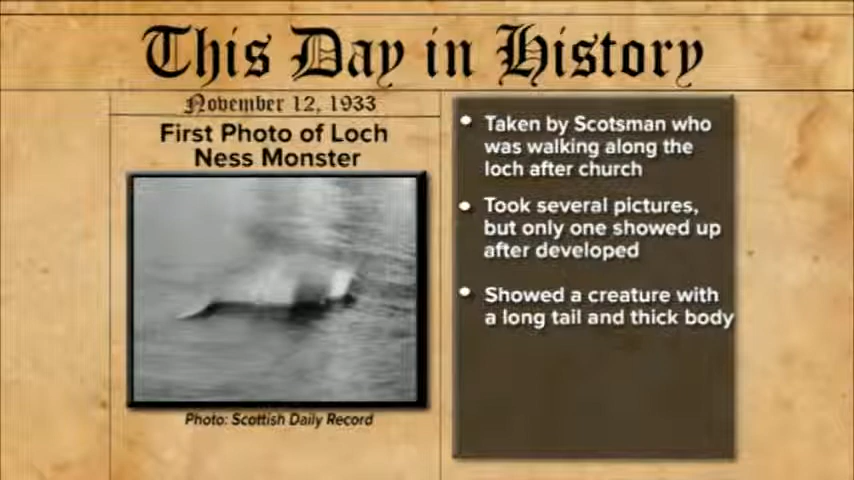 This Day in History
November 12, 1933
First Photo of Loch
Ness Monster
Photo: Scottish Daily Record
Taken by Scotsman who
was walking along the
loch after church
Took several pictures,
but only one showed up
after developed
Showed a creature with
a long tail and thick body